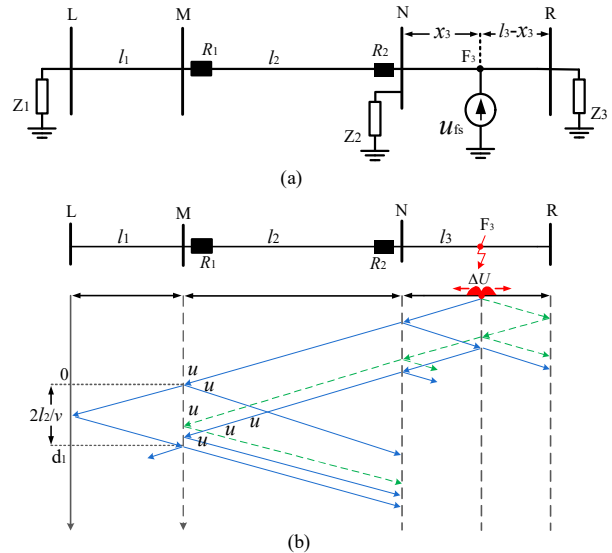 L M N R
x3 l3-x3
F3
l1 R1 l2 R2
Z1 Z2 ufs Z3
(a)
L M N F3 R
l1 R1 l2 R2 l3
ΔU
0 u u
2l2/v u u u
d1 u
(b)